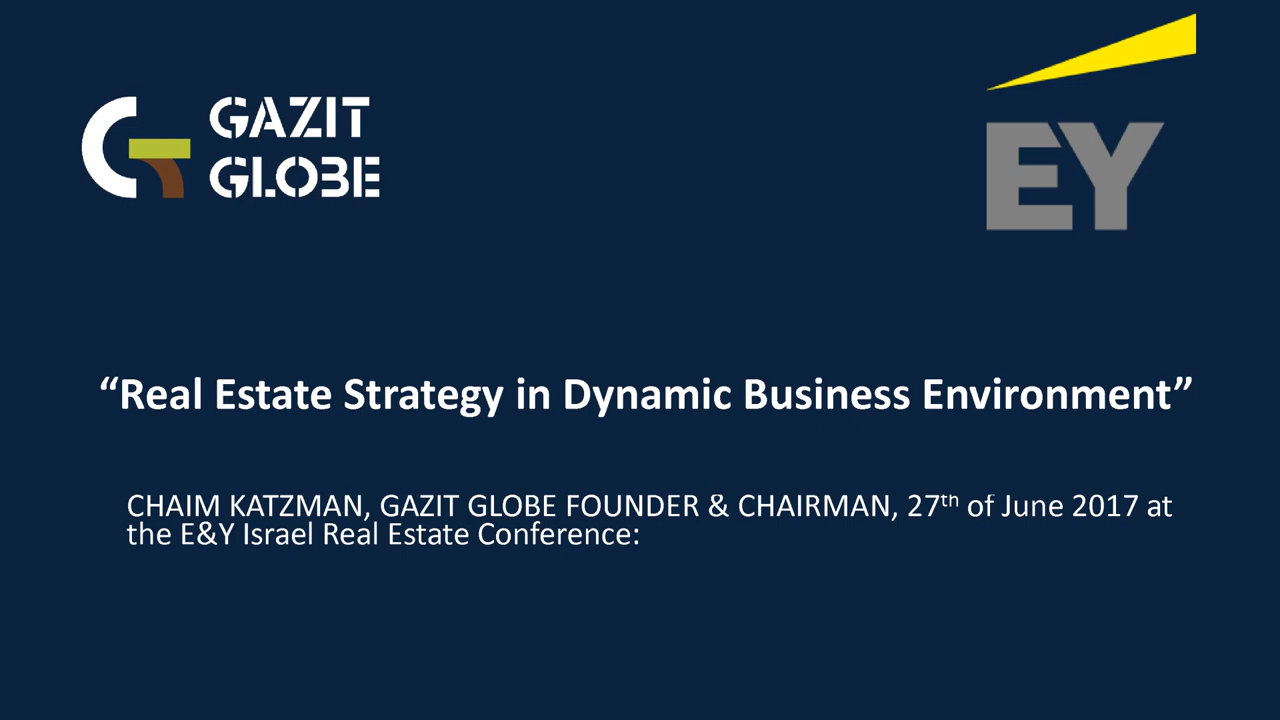 GAZIT
GLOBE
EY
“Real Estate Strategy in Dynamic Business Environment”
CHAIM KATZMAN, GAZIT GLOBE FOUNDER & CHAIRMAN, 27th of June 2017 at
the E&Y Israel Real Estate Conference: